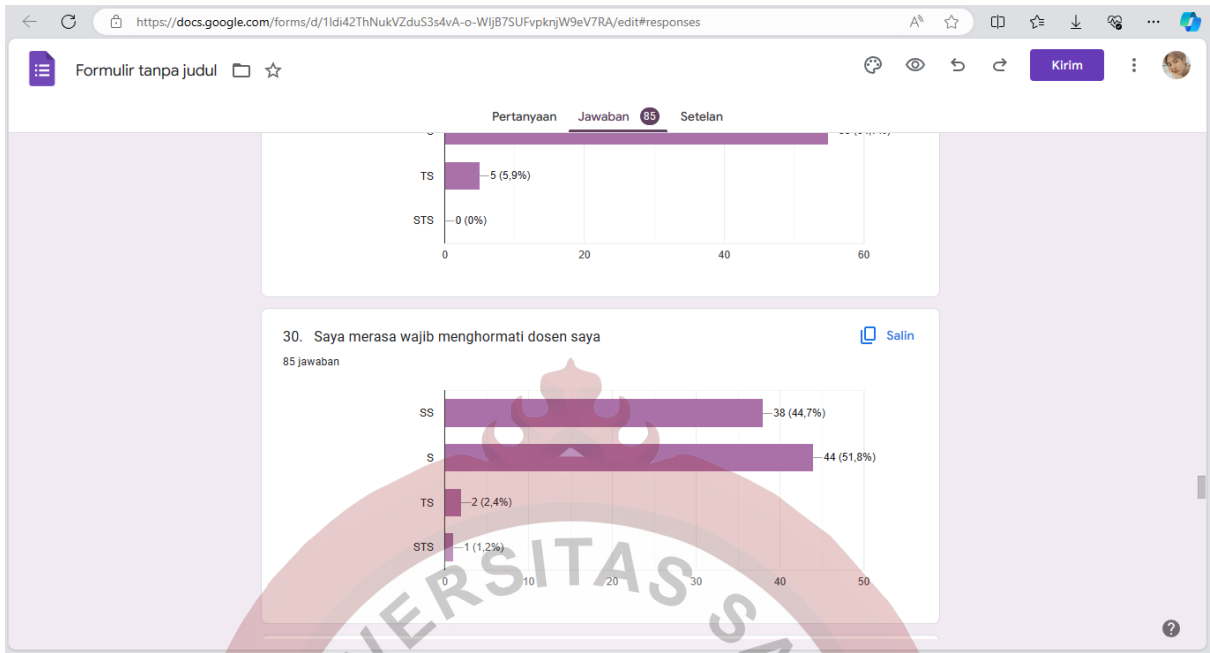 https://docs.google.com/forms/d/1Idi42ThNukVZduS3s4vA-o-WIjB7SUFvpknjW9eV7RA/edit#responses
Formulir tanpa judul
Kirim
Pertanyaan Jawaban 85 Setelan
TS 5 (5,9%)
STS 0 (0%)
0 20 40 60
30. Saya merasa wajib menghormati dosen saya
Salin
85 jawaban
SS 38 (44,7%)
S 44 (51,8%)
TS 2 (2,4%)
STS 1 (1,2%)
0 10 20 30 40 50